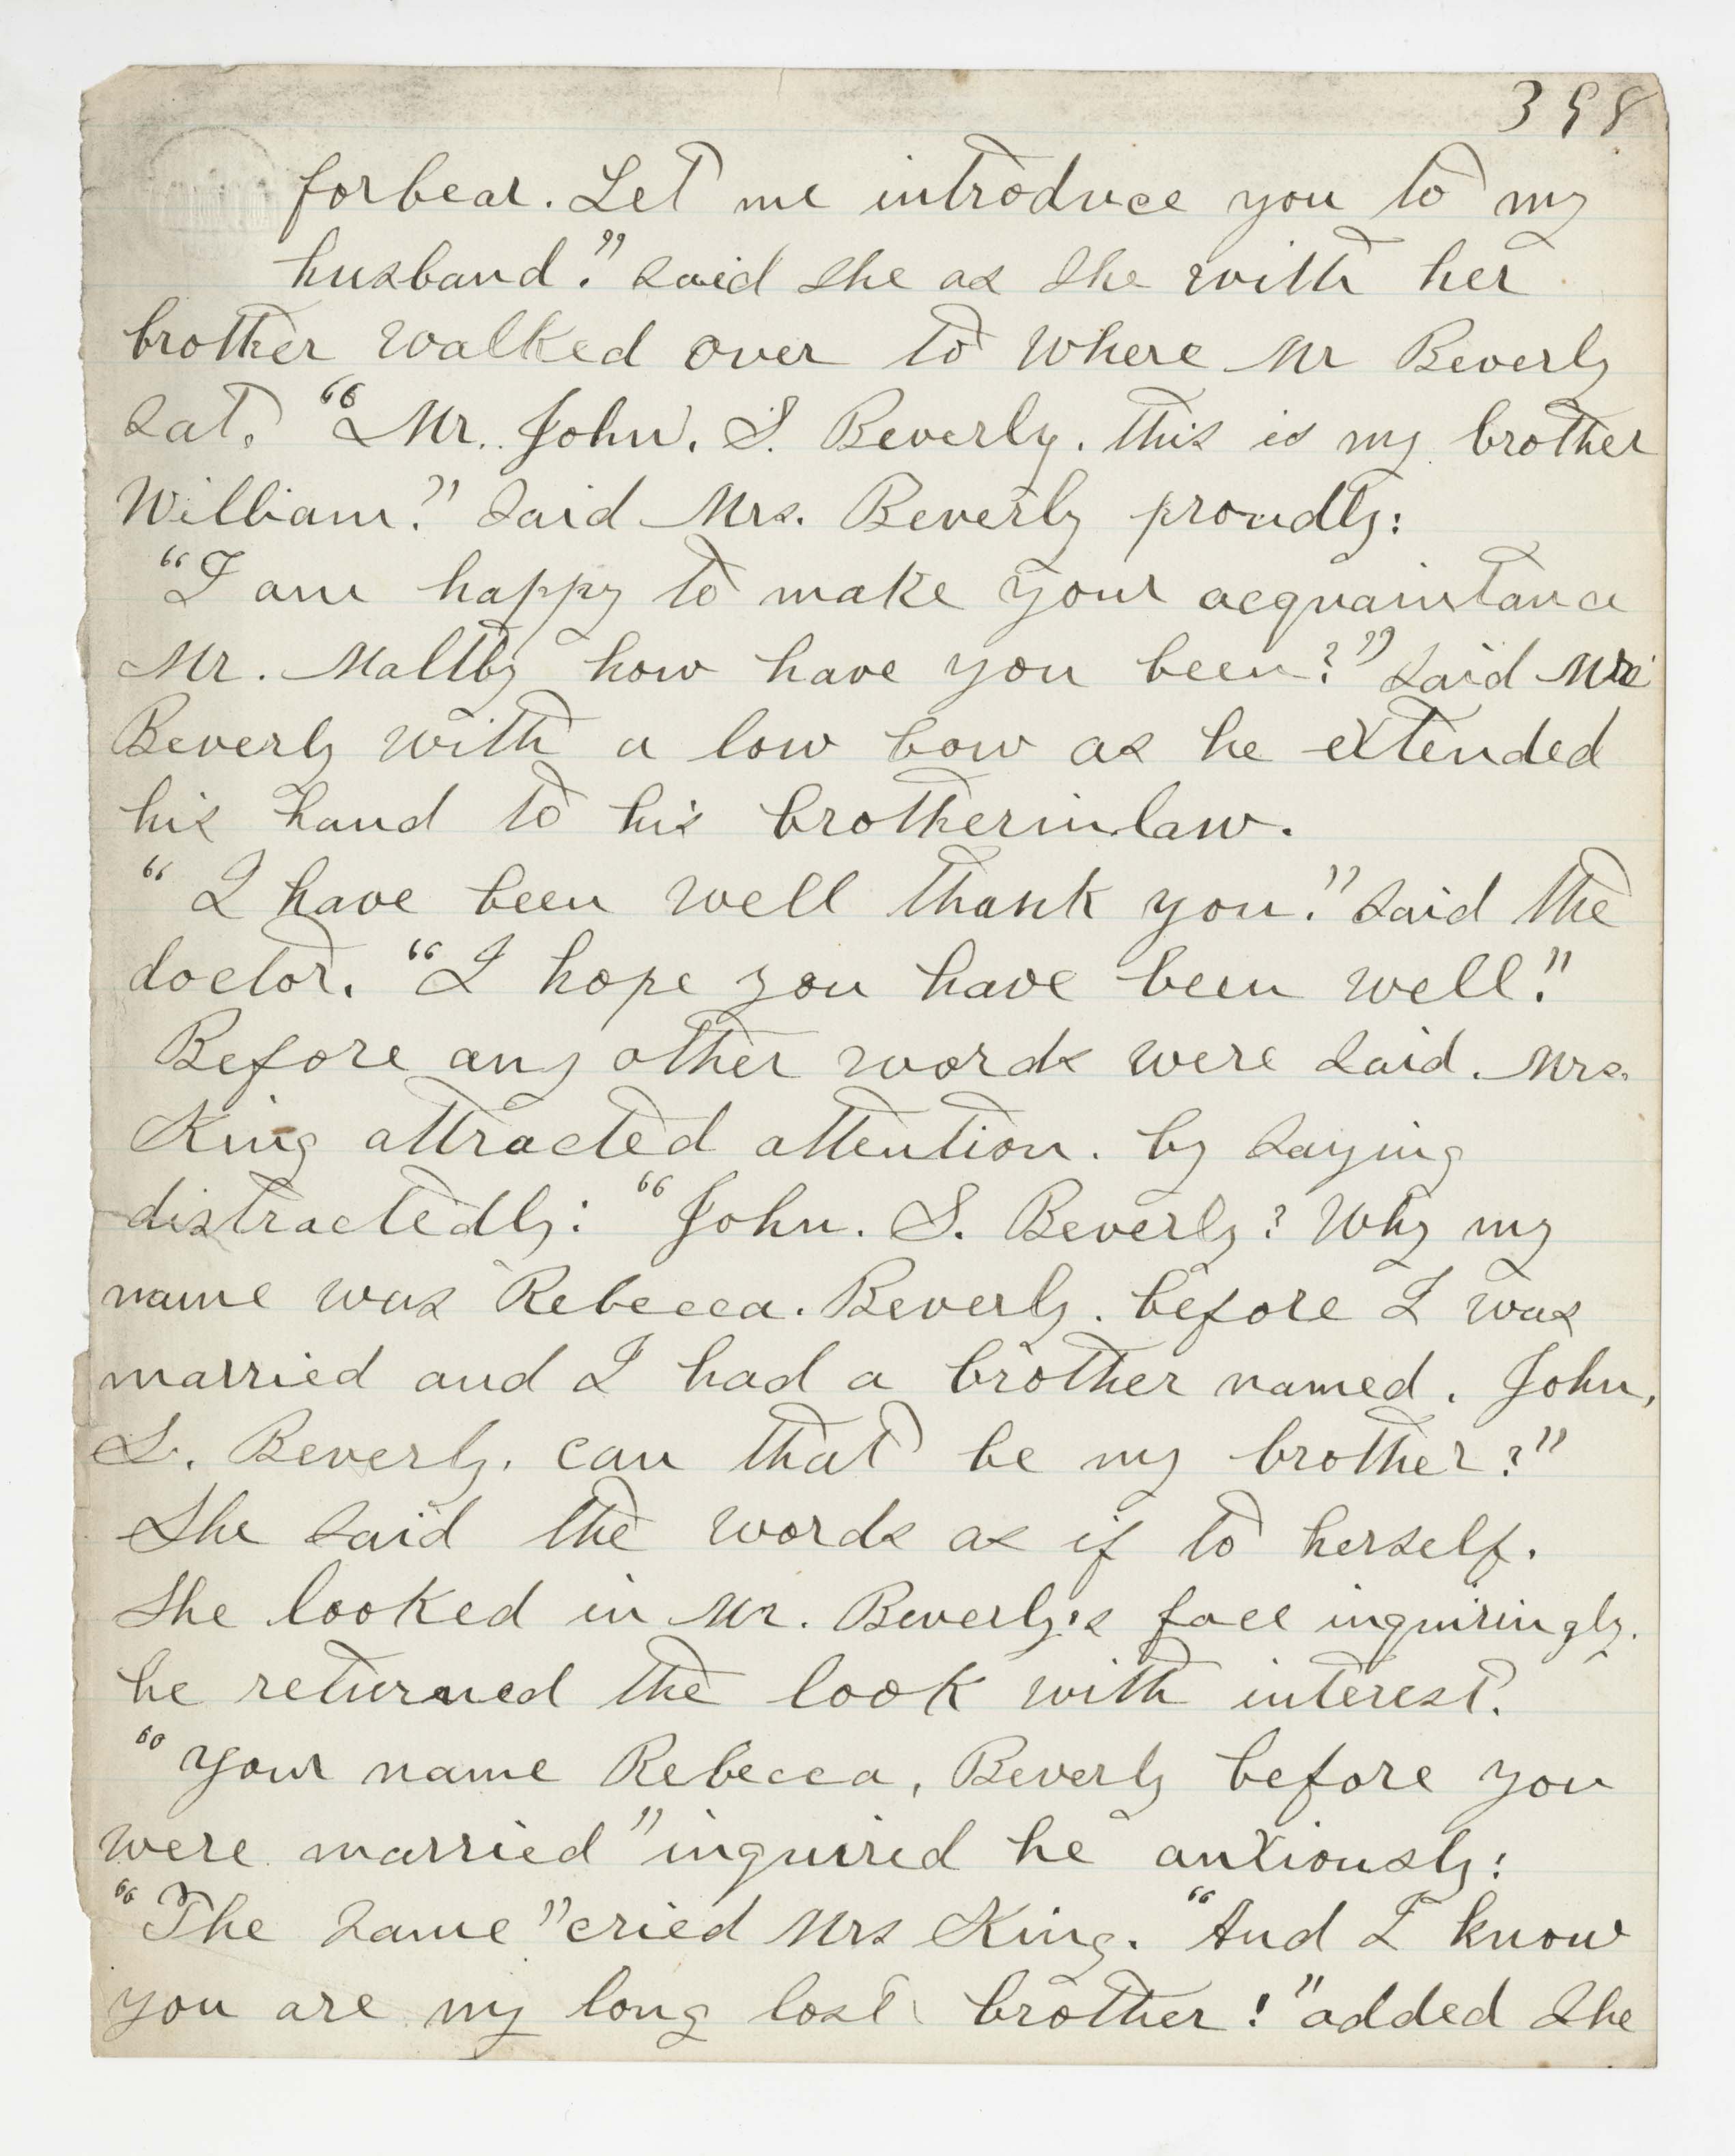 398
forbear. Let me introduce you to my
husband." said she as she with her
brother walked over to where Mr Beverly
sat. "Mr. John. S. Beverly. this is my brother
William." said Mrs. Beverly proudly:
"I am happy to make your acquaintance
Mr. Maltby how have you been?" said Mr.
Beverly with a low bow as he extended
his hand to his brotherinlaw.
"I have been well thank you." said the
doctor. "I hope you have been well."
Before any other words were said. Mrs.
King attracted attention. by saying
distractedly: "John. S. Beverly? Why my
name was Rebecca. Beverly. before I was
married and I had a brother named. John,
S. Beverly. can that be my brother?"
She said the words as if to herself.
She looked in Mr. Beverly's face inquiringly.
he returned the look with interest.
"Your name Rebecca, Beverly before you
were married" inquired he anxiously:
"The same" cried Mrs King. "And I know
you are my long lost brother!" added she